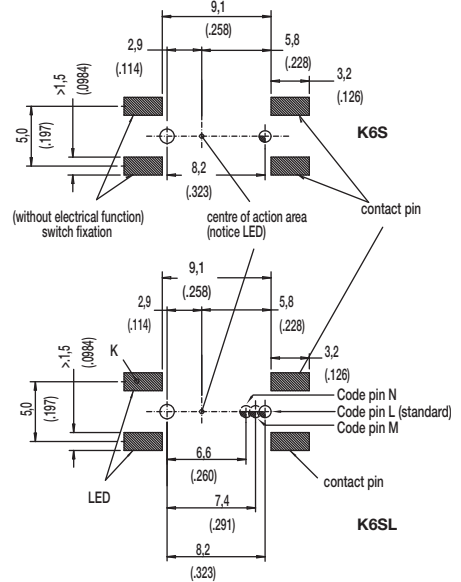 9,1
(.258)
2,9
(.114)
5,8
(.228)
3,2
(.126)
>1,5
(.0984)
5,0
(.197)
K6S
8,2
(.323)
(without electrical function)
switch fixation
centre of action area
(notice LED)
contact pin
9,1
(.258)
2,9
(.114)
5,8
(.228)
3,2
(.126)
K
>.1,5
(.0984)
5,0
(.197)
Code pin N
Code pin L (standard)
Code pin M
6,6
(.260)
LED
contact pin
7,4
(.291)
K6SL
8,2
(.323)